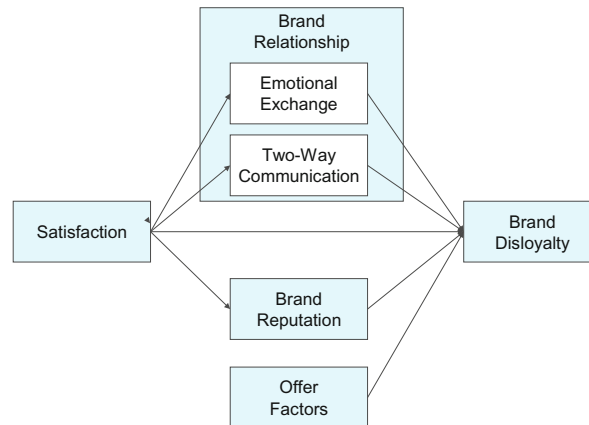 Brand
Relationship
Emotional
Exchange
Two-Way
Communication
Satisfaction
Brand
Disloyalty
Brand
Reputation
Offer
Factors